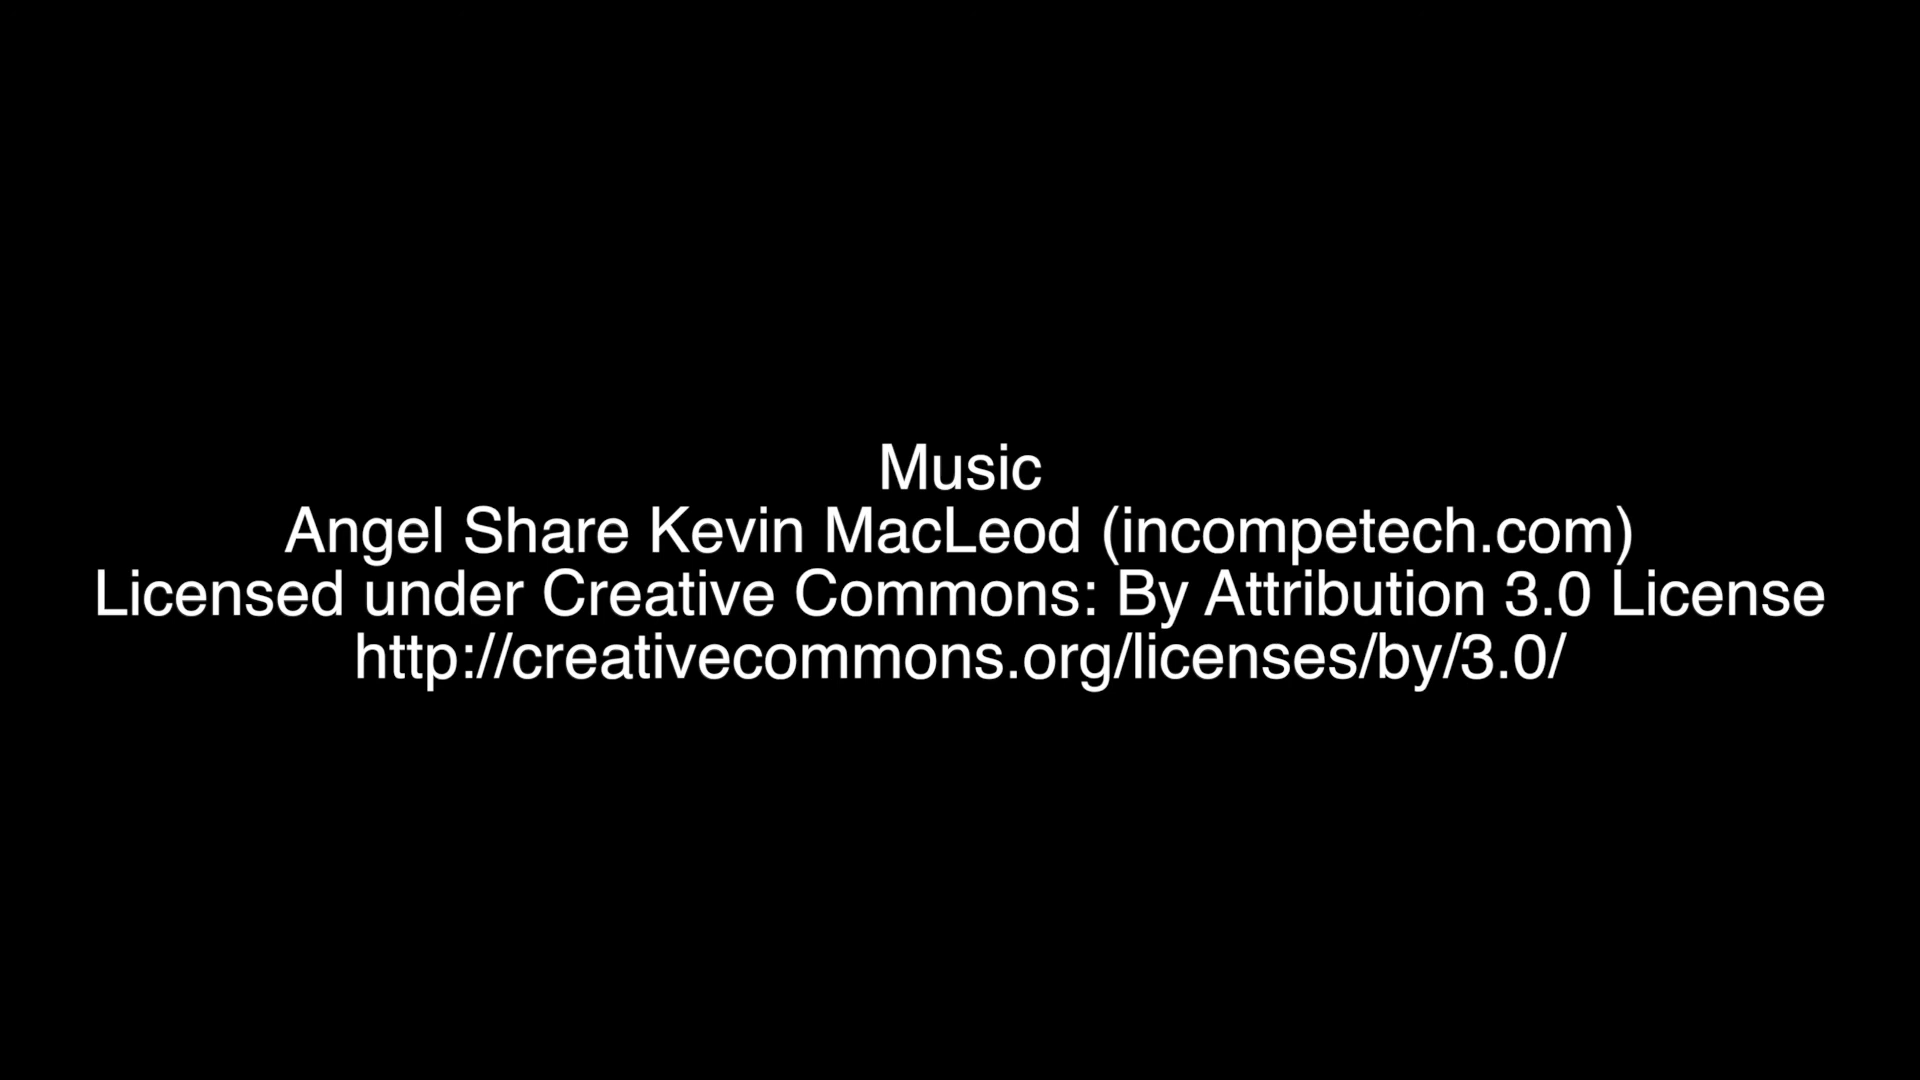 Music
Angel Share Kevin MacLeod (incompetech.com)
Licensed under Creative Commons: By Attribution 3.0 License
http://creativecommons.org/licenses/by/3.0/